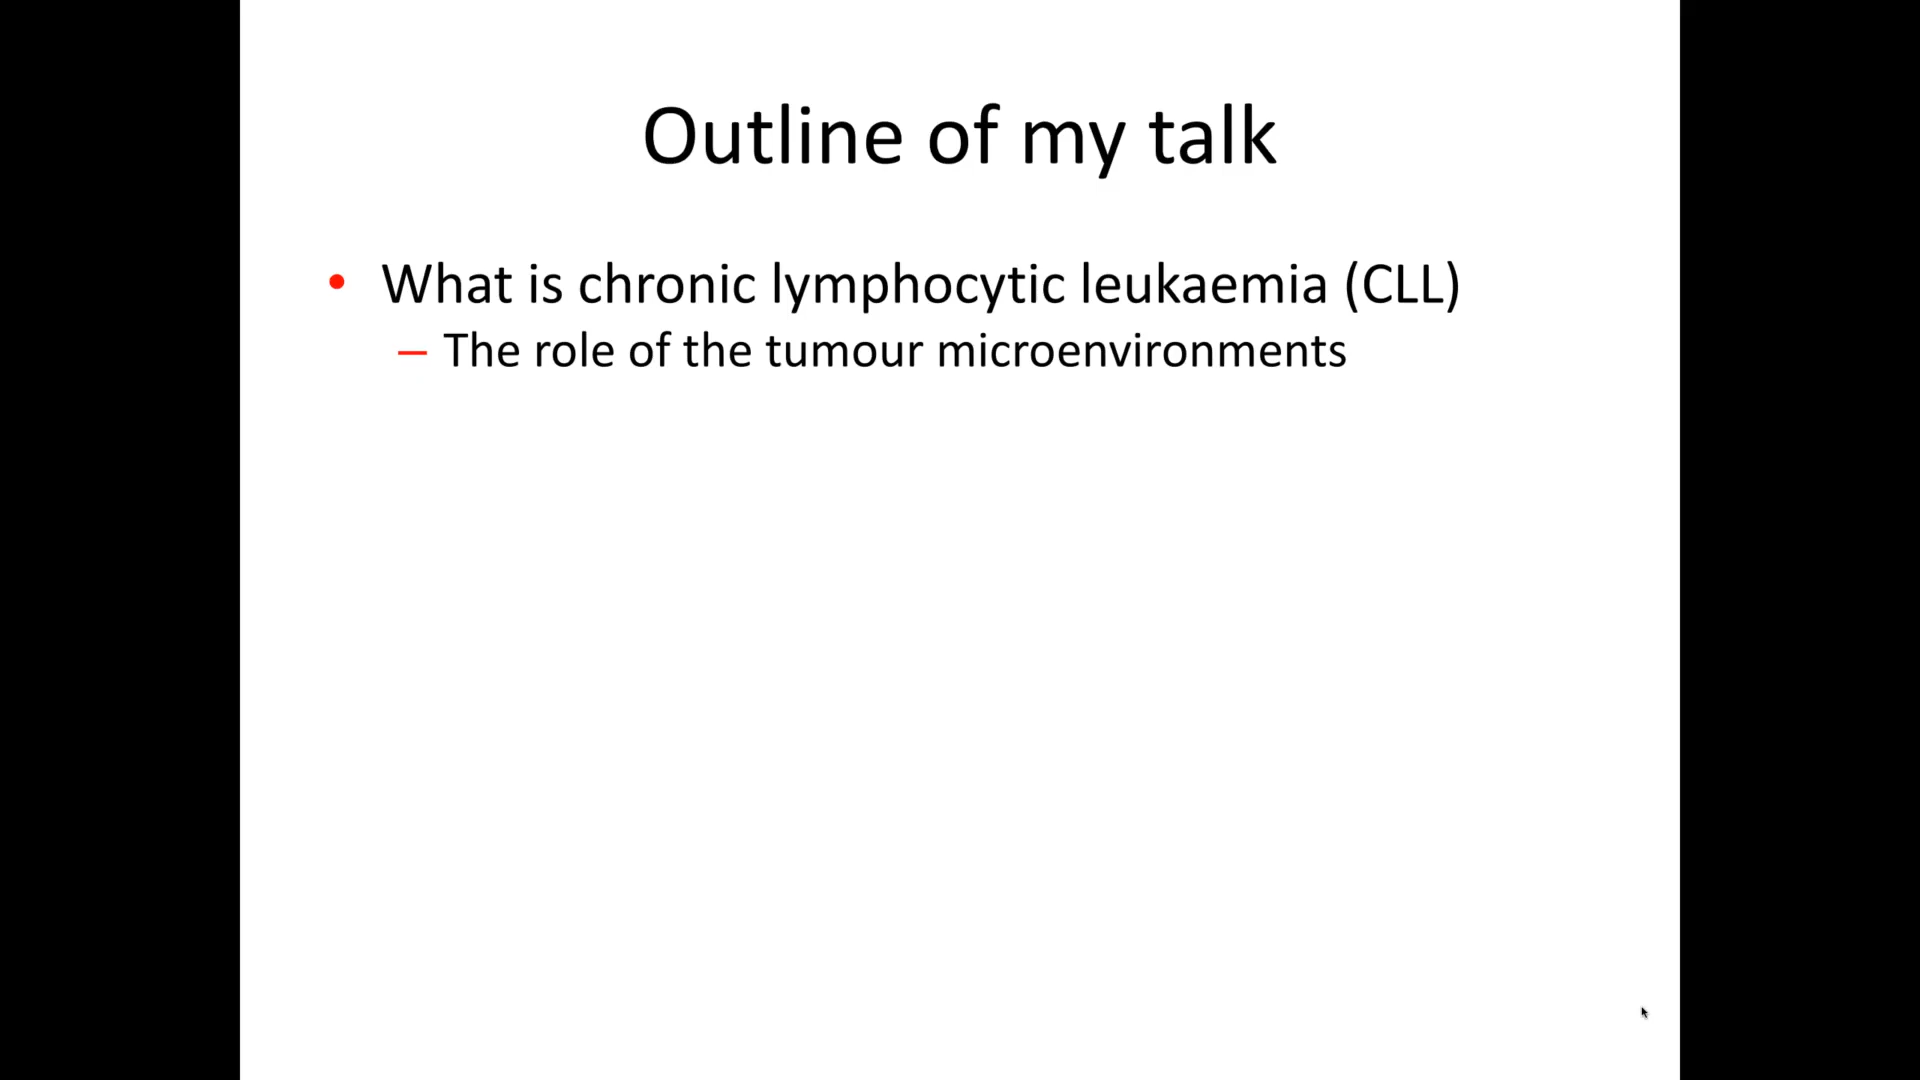 Outline of my talk
• What is chronic lymphocytic leukaemia (CLL)
– The role of the tumour microenvironments